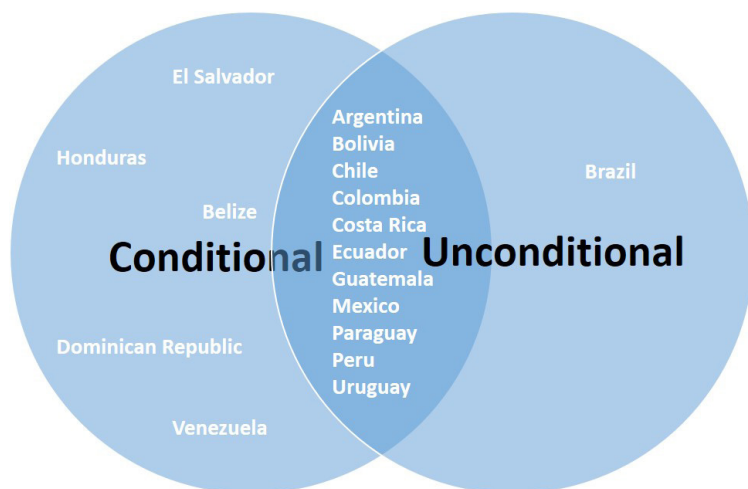 El Salvador
Honduras
Belize
Conditional
Dominican Republic
Venezuela
Argentina
Bolivia
Chile
Colombia
Costa Rica
Ecuador
Guatemala
Mexico
Paraguay
Peru
Uruguay
Brazil
Unconditional